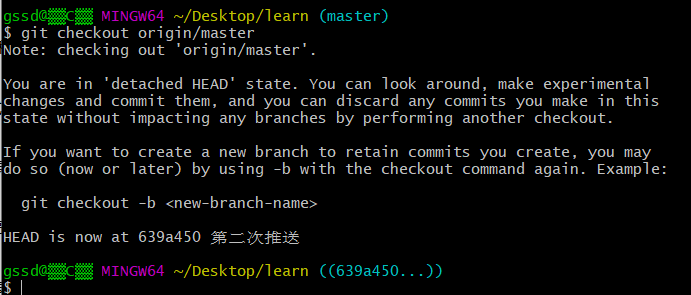 gssd@▒▒C▒▒ MINGW64 ~/Desktop/learn (master)
$ git checkout origin/master
Note: checking out 'origin/master'.
You are in 'detached HEAD' state. You can look around, make experimental
changes and commit them, and you can discard any commits you make in this
state without impacting any branches by performing another checkout.
If you want to create a new branch to retain commits you create, you may
do so (now or later) by using -b with the checkout command again. Example:
git checkout -b <new-branch-name>
HEAD is now at 639a450 第二次推送
gssd@▒▒C▒▒ MINGW64 ~/Desktop/learn ((639a450...))
$